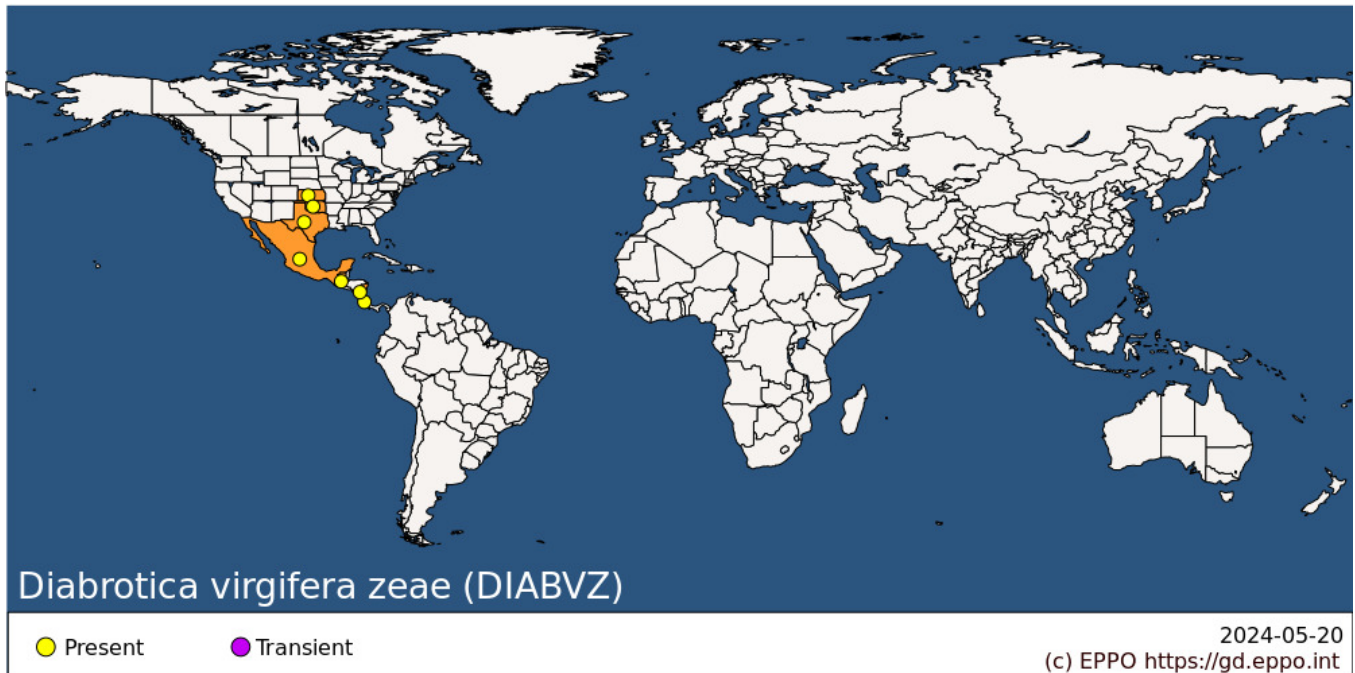 Diabrotica virgifera zeae (DIABVZ)
Present
Transient
2024-05-20
(c) EPPO https://gd.eppo.int